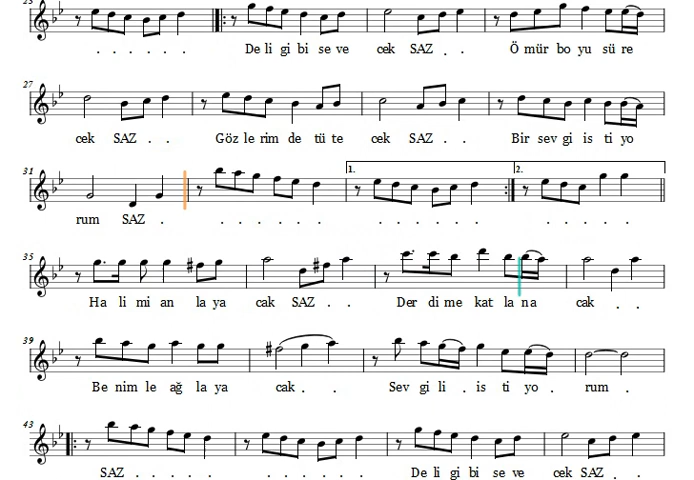 25
. . . . . . De li gi bi se ve cek SAZ . . Ö mür bo yu sü re
27
cek SAZ . . Göz le rim de tü te cek SAZ . . Bir sev gi is ti yo
31
1. 2.
rum SAZ . . . . . . . . . . . . . . . . . .
35
Ha li mi an la ya cak SAZ . . Der di me kat la na cak . .
39
Be nim le ağ la ya cak . . Sev gi li . is ti yo . rum .
43
SAZ . . . . . . . . . . De li gi bi se ve cek SAZ . .